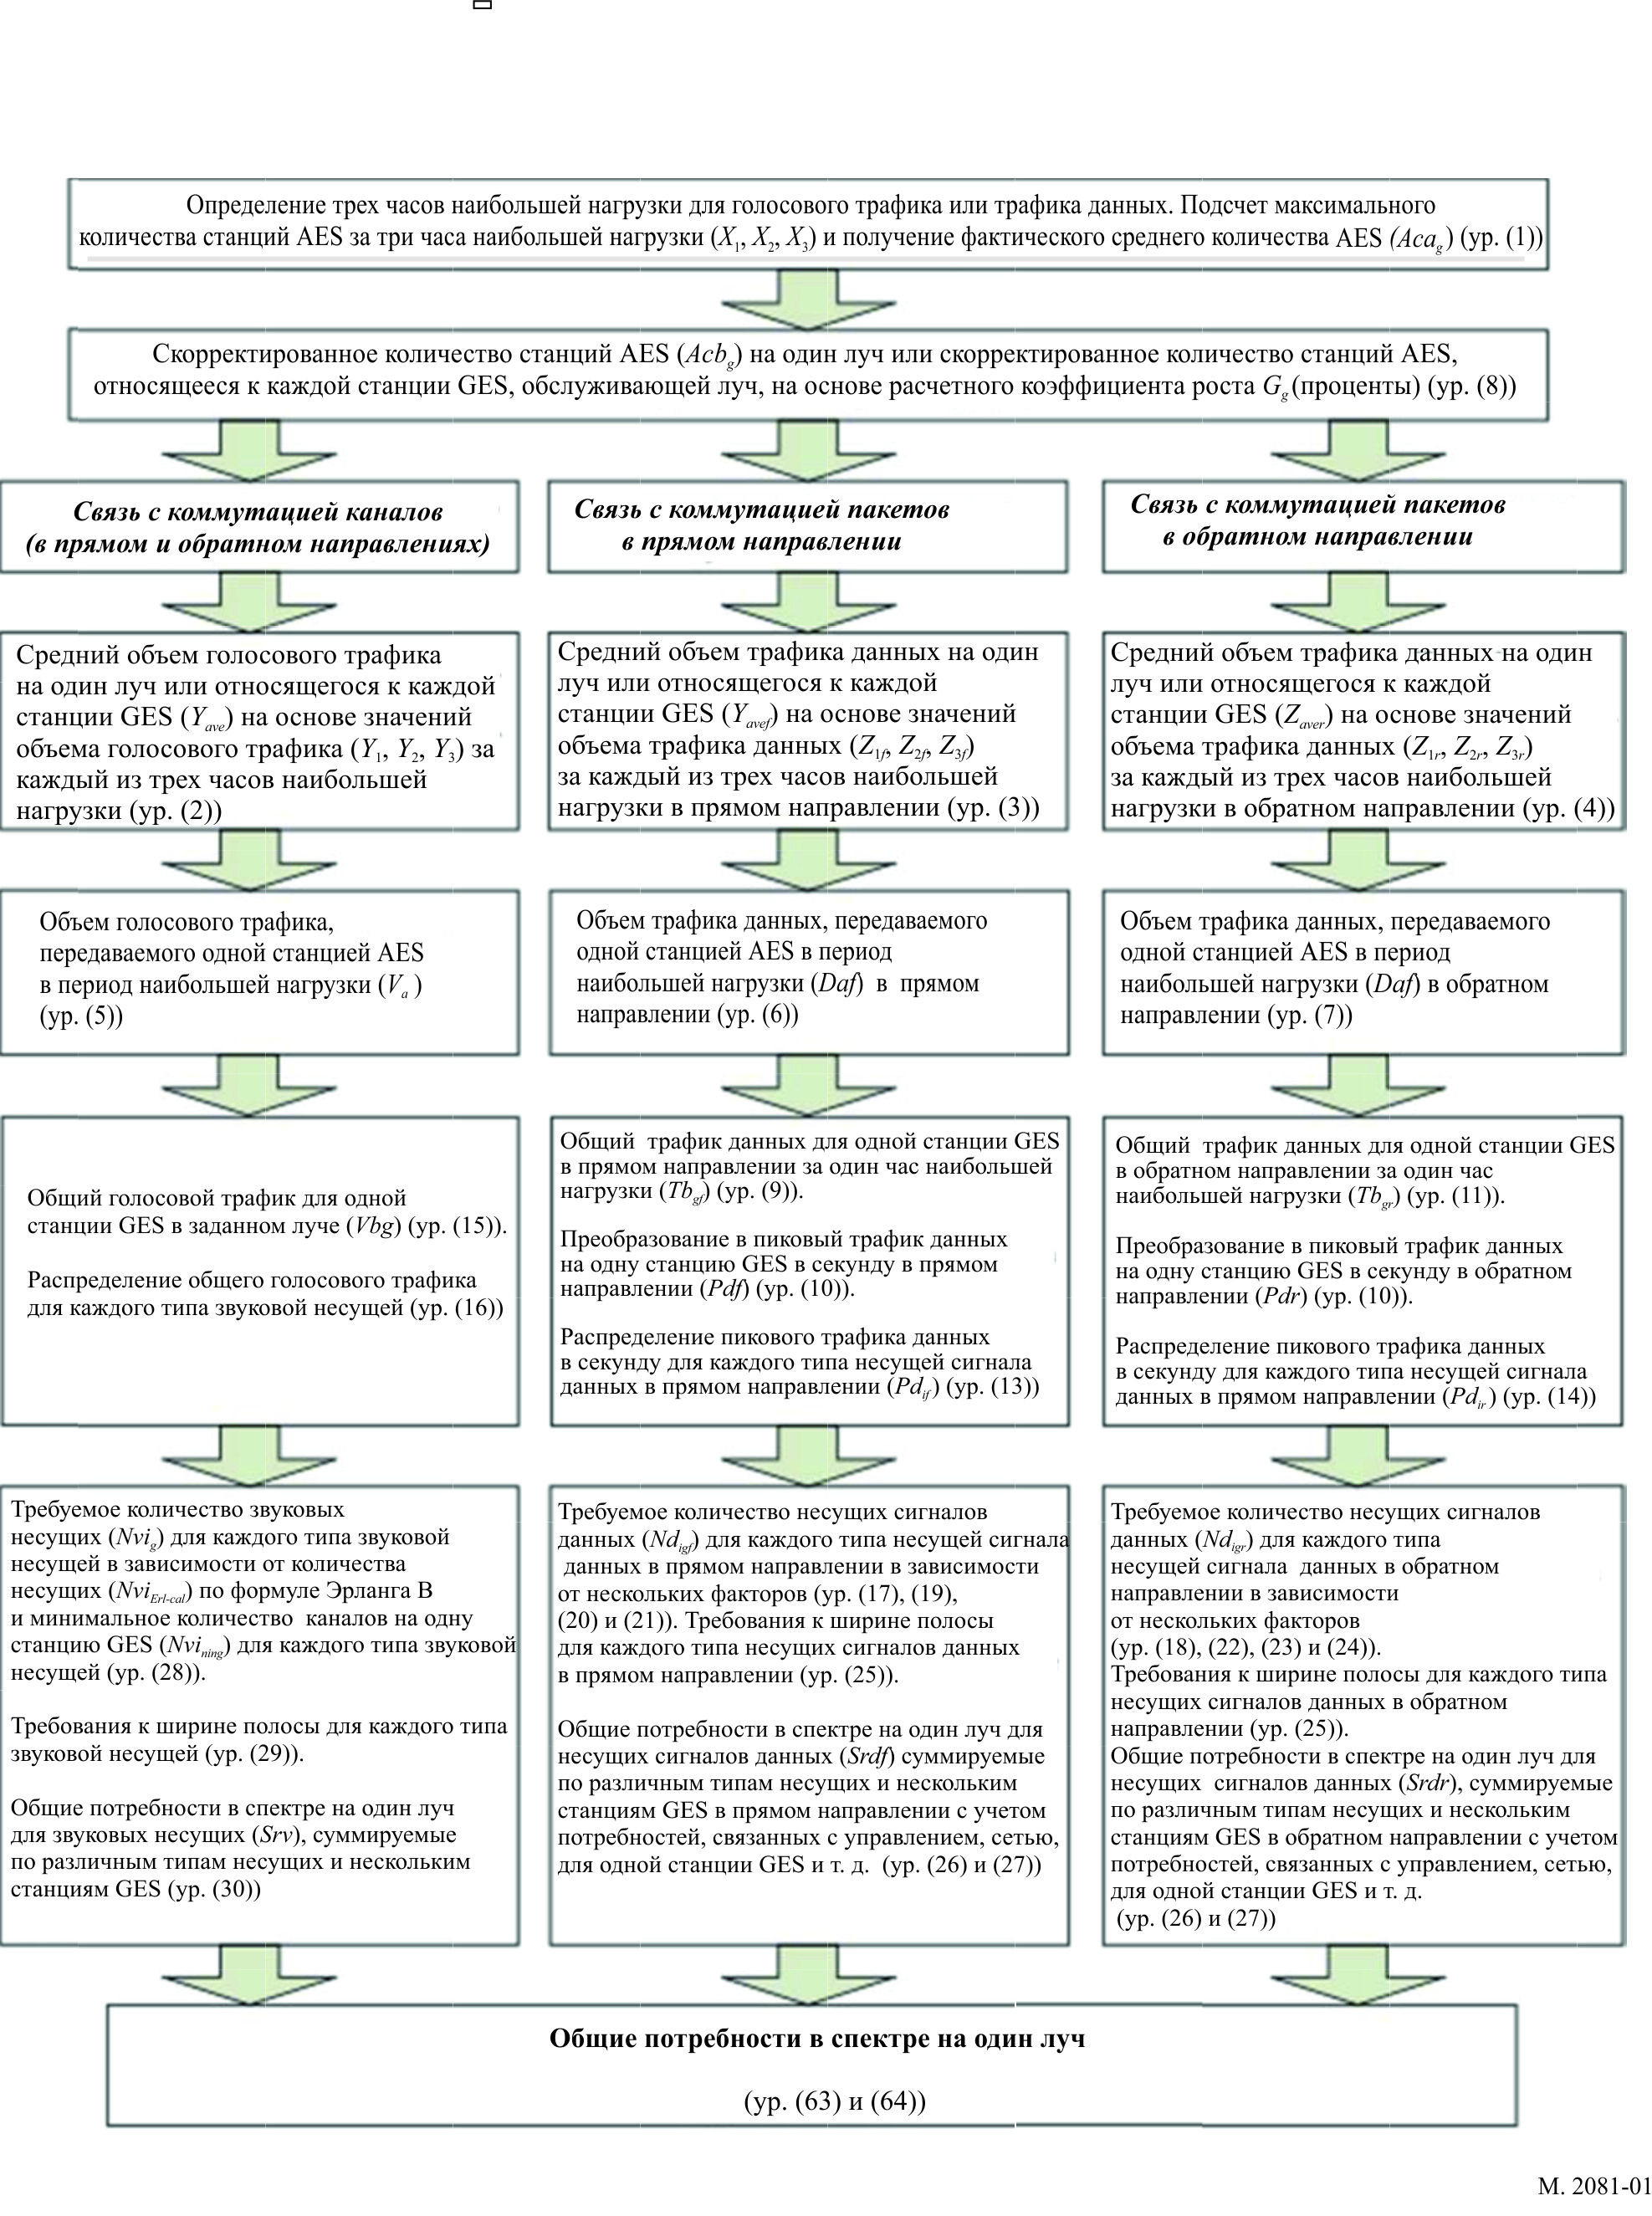 Определение трех часов наибольшей нагрузки для голосового трафика или трафика данных. Подсчет максимального
количества станций AES за три часа наибольшей нагрузки (X1, X2, X3) и получение фактического среднего количества AES (Acag) (ур. (1))
Скорректированное количество станций AES (Acbg) на один луч или скорректированное количество станций AES,
относящееся к каждой станции GES, обслуживающей луч, на основе расчетного коэффициента роста Gg (проценты) (ур. (8))
Связь с коммутацией каналов
(в прямом и обратном направлениях)
Связь с коммутацией пакетов
в прямом направлении
Связь с коммутацией пакетов
в обратном направлении
Средний объем голосового трафика
на один луч или относящегося к каждой
станции GES (Yave) на основе значений
объема голосового трафика (Y1, Y2, Y3) за
каждый из трех часов наибольшей
нагрузки (ур. (2))
Средний объем трафика данных на один
луч или относящегося к каждой
станции GES (Yavef) на основе значений
объема трафика данных (Z1f, Z2f, Z3f)
за каждый из трех часов наибольшей
нагрузки в прямом направлении (ур. (3))
Средний объем трафика данных на один
луч или относящегося к каждой
станции GES (Zaver) на основе значений
объема трафика данных (Z1r, Z2r, Z3r)
за каждый из трех часов наибольшей
нагрузки в обратном направлении (ур. (4))
Объем голосового трафика,
передаваемого одной станцией AES
в период наибольшей нагрузки (Va )
(ур. (5))
Объем трафика данных, передаваемого
одной станцией AES в период
наибольшей нагрузки (Daf) в прямом
направлении (ур. (6))
Объем трафика данных, передаваемого
одной станцией AES в период
наибольшей нагрузки (Daf) в обратном
направлении (ур. (7))
Общий голосовой трафик для одной
станции GES в заданном луче (Vbg) (ур. (15)).
Распределение общего голосового трафика
для каждого типа звуковой несущей (ур. (16))
Общий трафик данных для одной станции GES
в прямом направлении за один час наибольшей
нагрузки (Tbgf) (ур. (9)).
Преобразование в пиковый трафик данных
на одну станцию GES в секунду в прямом
направлении (Pdf) (ур. (10)).
Распределение пикового трафика данных
в секунду для каждого типа несущей сигнала
данных в прямом направлении (Pdif) (ур. (13))
Общий трафик данных для одной станции GES
в обратном направлении за один час
наибольшей нагрузки (Tbgr) (ур. (11)).
Преобразование в пиковый трафик данных
на одну станцию GES в секунду в обратном
направлении (Pdr) (ур. (10)).
Распределение пикового трафика данных
в секунду для каждого типа несущей сигнала
данных в прямом направлении (Pdir) (ур. (14))
Требуемое количество звуковых
несущих (Nvig) для каждого типа звуковой
несущей в зависимости от количества
несущих (NviErl-cal) по формуле Эрланга B
и минимальное количество каналов на одну
станцию GES (Nvining) для каждого типа звуковой
несущей (ур. (28)).
Требования к ширине полосы для каждого типа
звуковой несущей (ур. (29)).
Общие потребности в спектре на один луч
для звуковых несущих (Srv), суммируемые
по различным типам несущих и нескольким
станциям GES (ур. (30))
Требуемое количество несущих сигналов
данных (Ndigf) для каждого типа несущей сигнала
данных в прямом направлении в зависимости
от нескольких факторов (ур. (17), (19),
(20) и (21)). Требования к ширине полосы
для каждого типа несущих сигналов данных
в прямом направлении (ур. (25)).
Общие потребности в спектре на один луч для
несущих сигналов данных (Srdf) суммируемые
по различным типам несущих и нескольким
станциям GES в прямом направлении с учетом
потребностей, связанных с управлением, сетью,
для одной станции GES и т. д. (ур. (26) и (27))
Требуемое количество несущих сигналов
данных (Ndigr) для каждого типа
несущей сигнала данных в обратном
направлении в зависимости
от нескольких факторов
(ур. (18), (22), (23) и (24)).
Требования к ширине полосы для каждого типа
несущих сигналов данных в обратном
направлении (ур. (25)).
Общие потребности в спектре на один луч для
несущих сигналов данных (Srdr), суммируемые
по различным типам несущих и нескольким
станциям GES в обратном направлении с учетом
потребностей, связанных с управлением, сетью,
для одной станции GES и т. д.
(ур. (26) и (27))
Общие потребности в спектре на один луч
(ур. (63) и (64))
M. 2081-01